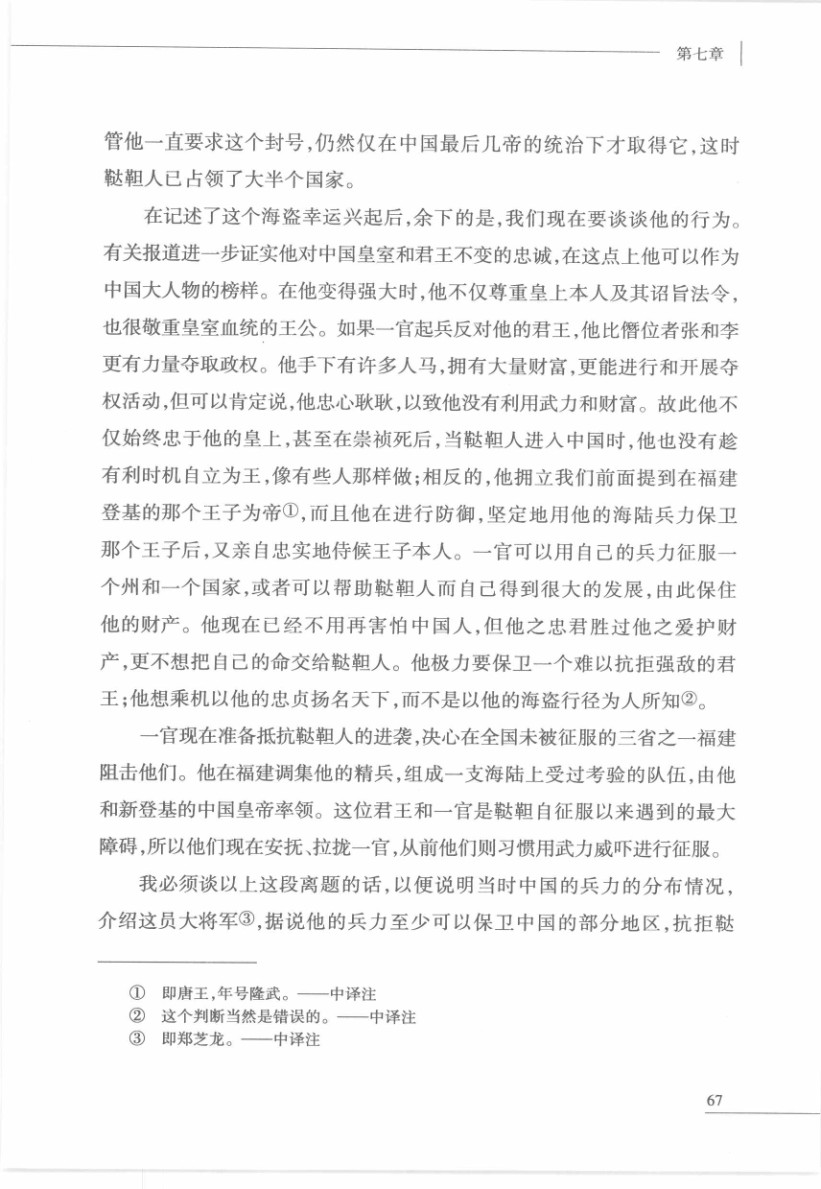 第七章
管他一直要求这个封号,仍然仅在中国最后几帝的统治下才取得它,这时
鞑靼人已占领了大半个国家。
在记述了这个海盗幸运兴起后,余下的是,我们现在要谈谈他的行为。
有关报道进一步证实他对中国皇室和君王不变的忠诚,在这点上他可以作为
中国大人物的榜样。在他变得强大时,他不仅尊重皇上本人及其诏旨法令,
也很敬重皇室血统的王公。如果一官起兵反对他的君王,他比僭位者张和李
更有力量夺取政权。他手下有许多人马,拥有大量财富,更能进行和开展夺
权活动,但可以肯定说,他忠心耿耿,以致他没有利用武力和财富。故此他不
仅始终忠于他的皇上,甚至在崇祯死后,当鞑靼人进入中国时,他也没有趁
有利时机自立为王,像有些人那样做;相反的,他拥立我们前面提到在福建
登基的那个王子为帝①,而且他在进行防御,坚定地用他的海陆兵力保卫
那个王子后,又亲自忠实地侍候王子本人。一官可以用自己的兵力征服一
个州和一个国家,或者可以帮助鞑靼人而自己得到很大的发展,由此保住
他的财产。他现在已经不用再害怕中国人,但他之忠君胜过他之爱护财
产,更不想把自己的命交给鞑靼人。他极力要保卫一个难以抗拒强敌的君
王;他想乘机以他的忠贞扬名天下,而不是以他的海盗行径为人所知②。
一官现在准备抵抗鞑靼人的进袭,决心在全国未被征服的三省之一福建
阻击他们。他在福建调集他的精兵,组成一支海陆上受过考验的队伍,由他
和新登基的中国皇帝率领。这位君王和一官是鞑靼自征服以来遇到的最大
障碍,所以他们现在安抚、拉拢一官,从前他们则习惯用武力威吓进行征服。
我必须谈以上这段离题的话,以便说明当时中国的兵力的分布情况,
介绍这员大将军③,据说他的兵力至少可以保卫中国的部分地区,抗拒鞑
① 即唐王,年号隆武。——中译注
② 这个判断当然是错误的。——中译注
③ 即郑芝龙。——中译注
67